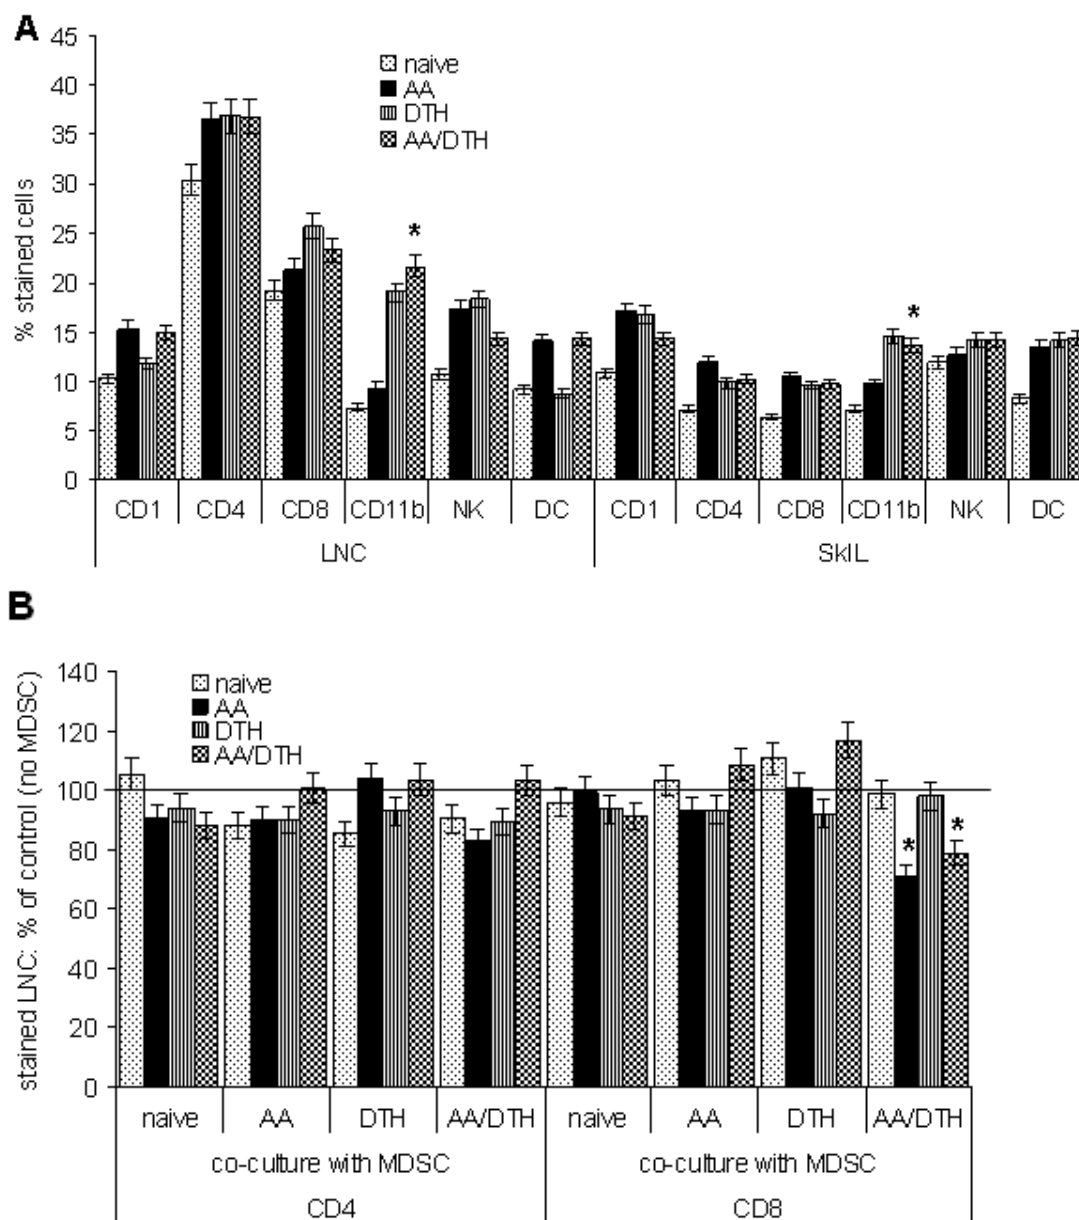 A
45
40
35
30
25
20
15
10
5
0
% stained cells
naive
AA
DTH
AA/DTH
*
*
CD1 CD4 CD8 CD11b NK DC CD1 CD4 CD8 CD11b NK DC
LNC SkIL
B
140
120
100
80
60
40
20
0
stained LNC: % of control (no MDSC)
naive
AA
DTH
AA/DTH
* *
naive AA DTH AA/DTH naive AA DTH AA/DTH
co-culture with MDSC co-culture with MDSC
CD4 CD8